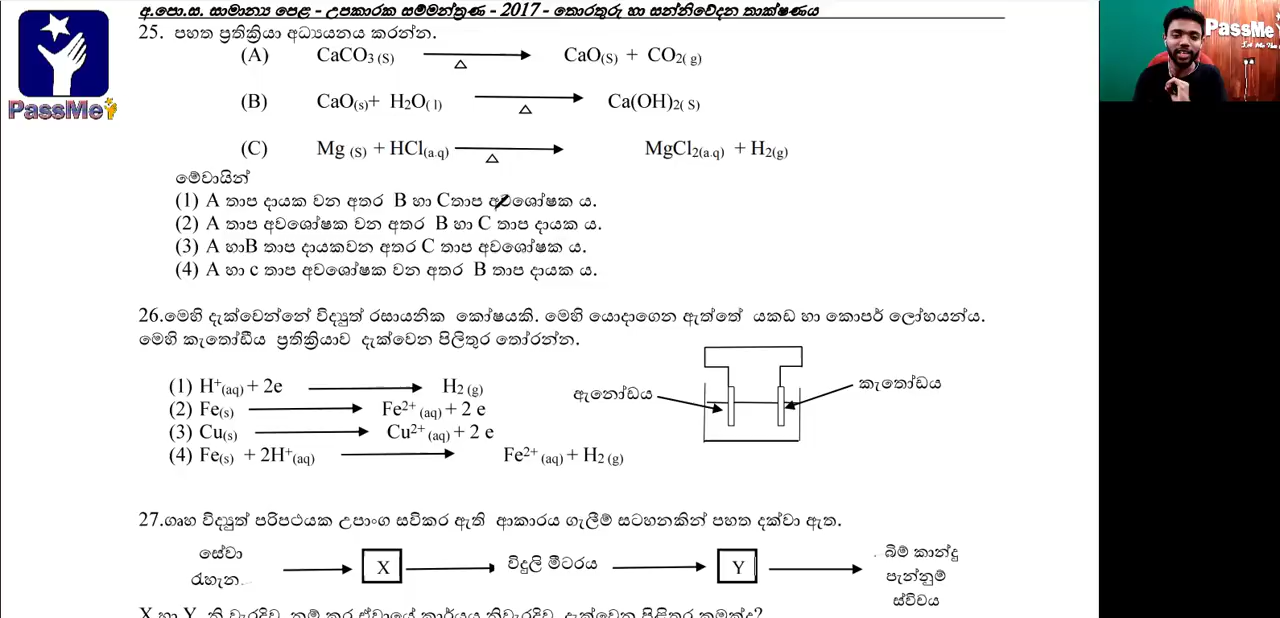 අ.පො.ස. සාමාන්‍ය පෙළ - උපකාරක සම්මන්ත්‍රණ - 2017 - තොරතුරු හා සන්නිවේදන තාක්ෂණය
PassMe
PassMe
25. පහත ප්‍රතික්‍රියා අධ්‍යයනය කරන්න.
(A) CaCO3 (S) → △ CaO(S) + CO2( g)
(B) CaO(s)+ H2O( l) → △ Ca(OH)2( S)
(C) Mg (S) + HCl(a.q) → △ MgCl2(a.q) + H2(g)
මේවායින්
(1) A තාප දායක වන අතර B හා Cතාප අවශෝෂක ය.
(2) A තාප අවශෝෂක වන අතර B හා C තාප දායක ය.
(3) A හාB තාප දායකවන අතර C තාප අවශෝෂක ය.
(4) A හා c තාප අවශෝෂක වන අතර B තාප දායක ය.
26.මෙහි දැක්වෙන්නේ විද්‍යුත් රසායනික කෝෂයකි. මෙහි යොදාගෙන ඇත්තේ යකඩ හා කොපර් ලෝහයන්ය.
මෙහි කැතෝඩීය ප්‍රතික්‍රියාව දැක්වෙන පිලිතුර තෝරන්න.
(1) H+(aq) + 2e → H2 (g)
(2) Fe(s) → Fe2+ (aq) + 2 e
(3) Cu(s) → Cu2+ (aq) + 2 e
(4) Fe(s) + 2H+(aq) → Fe2+ (aq) + H2 (g)
ඇනෝඩය
කැතෝඩය
27.ගෘහ විද්‍යුත් පරිපථයක උපාංග සවිකර ඇති ආකාරය ගැලීම් සටහනකින් පහත දක්වා ඇත.
සේවා
රැහැන
X
විදුලි මීටරය
Y
බිම් කාන්දු
පැන්නුම්
ස්විචය